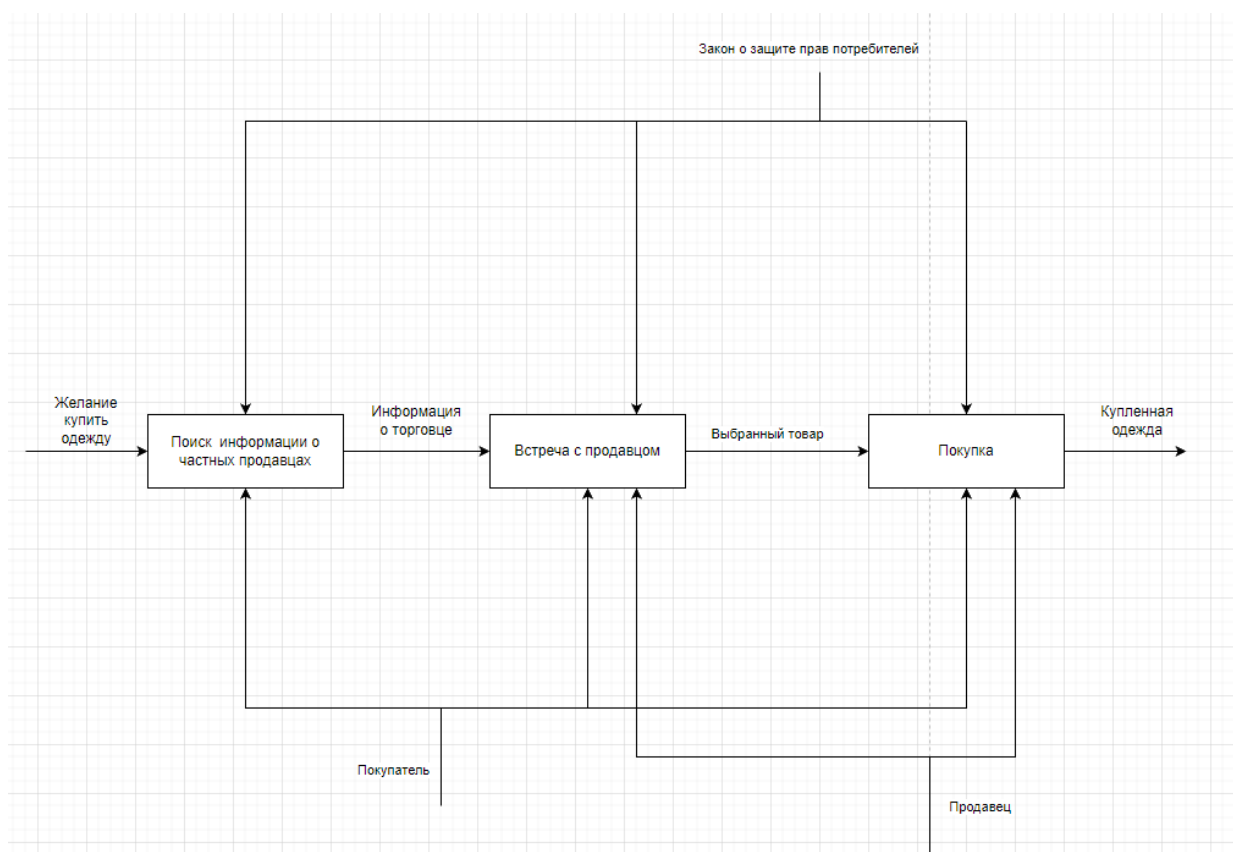 Закон о защите прав потребителей
Желание
купить
одежду
Поиск информации о
частных продавцах
Информация
о торговце
Встреча с продавцом
Выбранный товар
Покупка
Купленная
одежда
Покупатель
Продавец